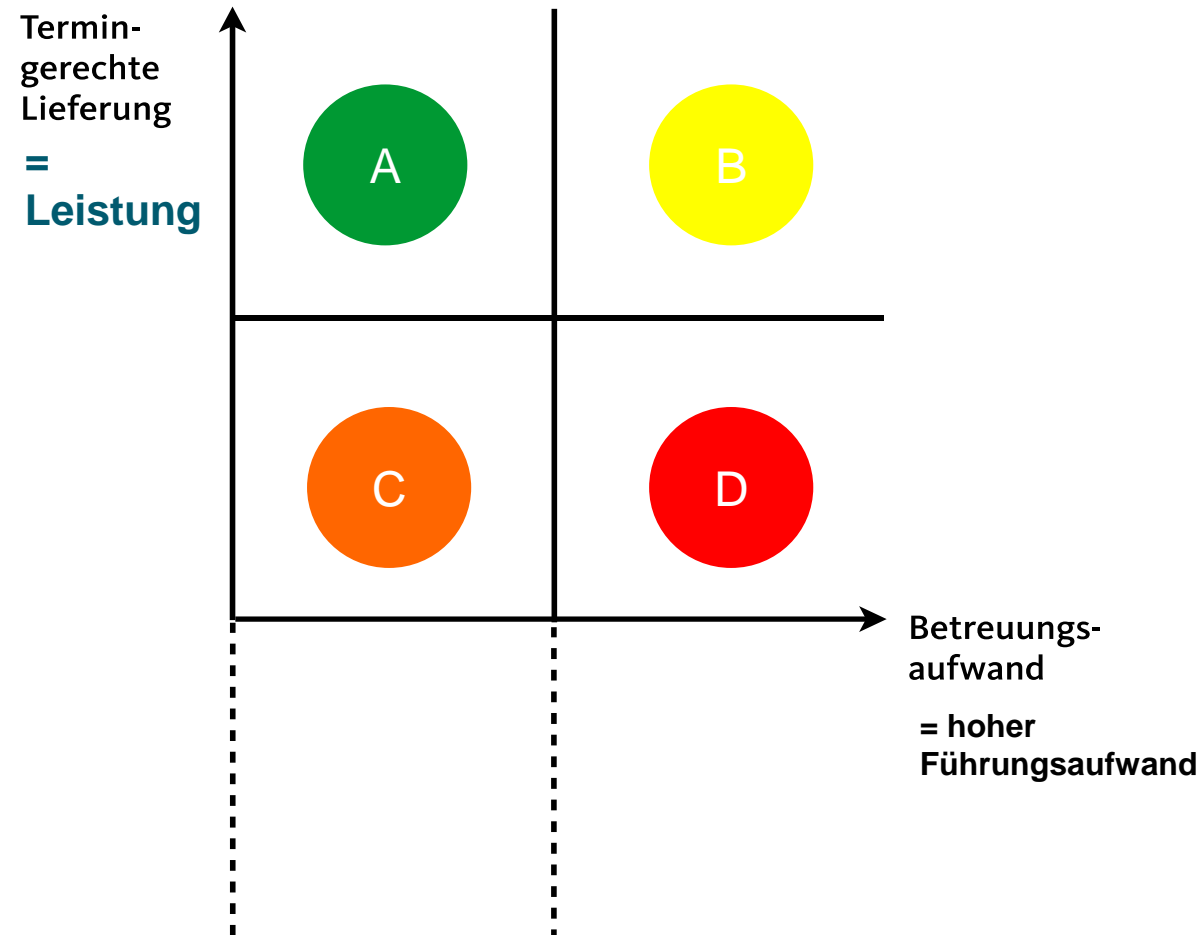 Termin-
gerechte
Lieferung
=
Leistung
A
B
C
D
Betreuungs-
aufwand
= hoher
Führungsaufwand